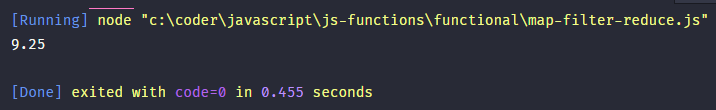 [Running] node "c:\coder\javascript\js-functions\functional\map-filter-reduce.js"
9.25
[Done] exited with code=0 in 0.455 seconds